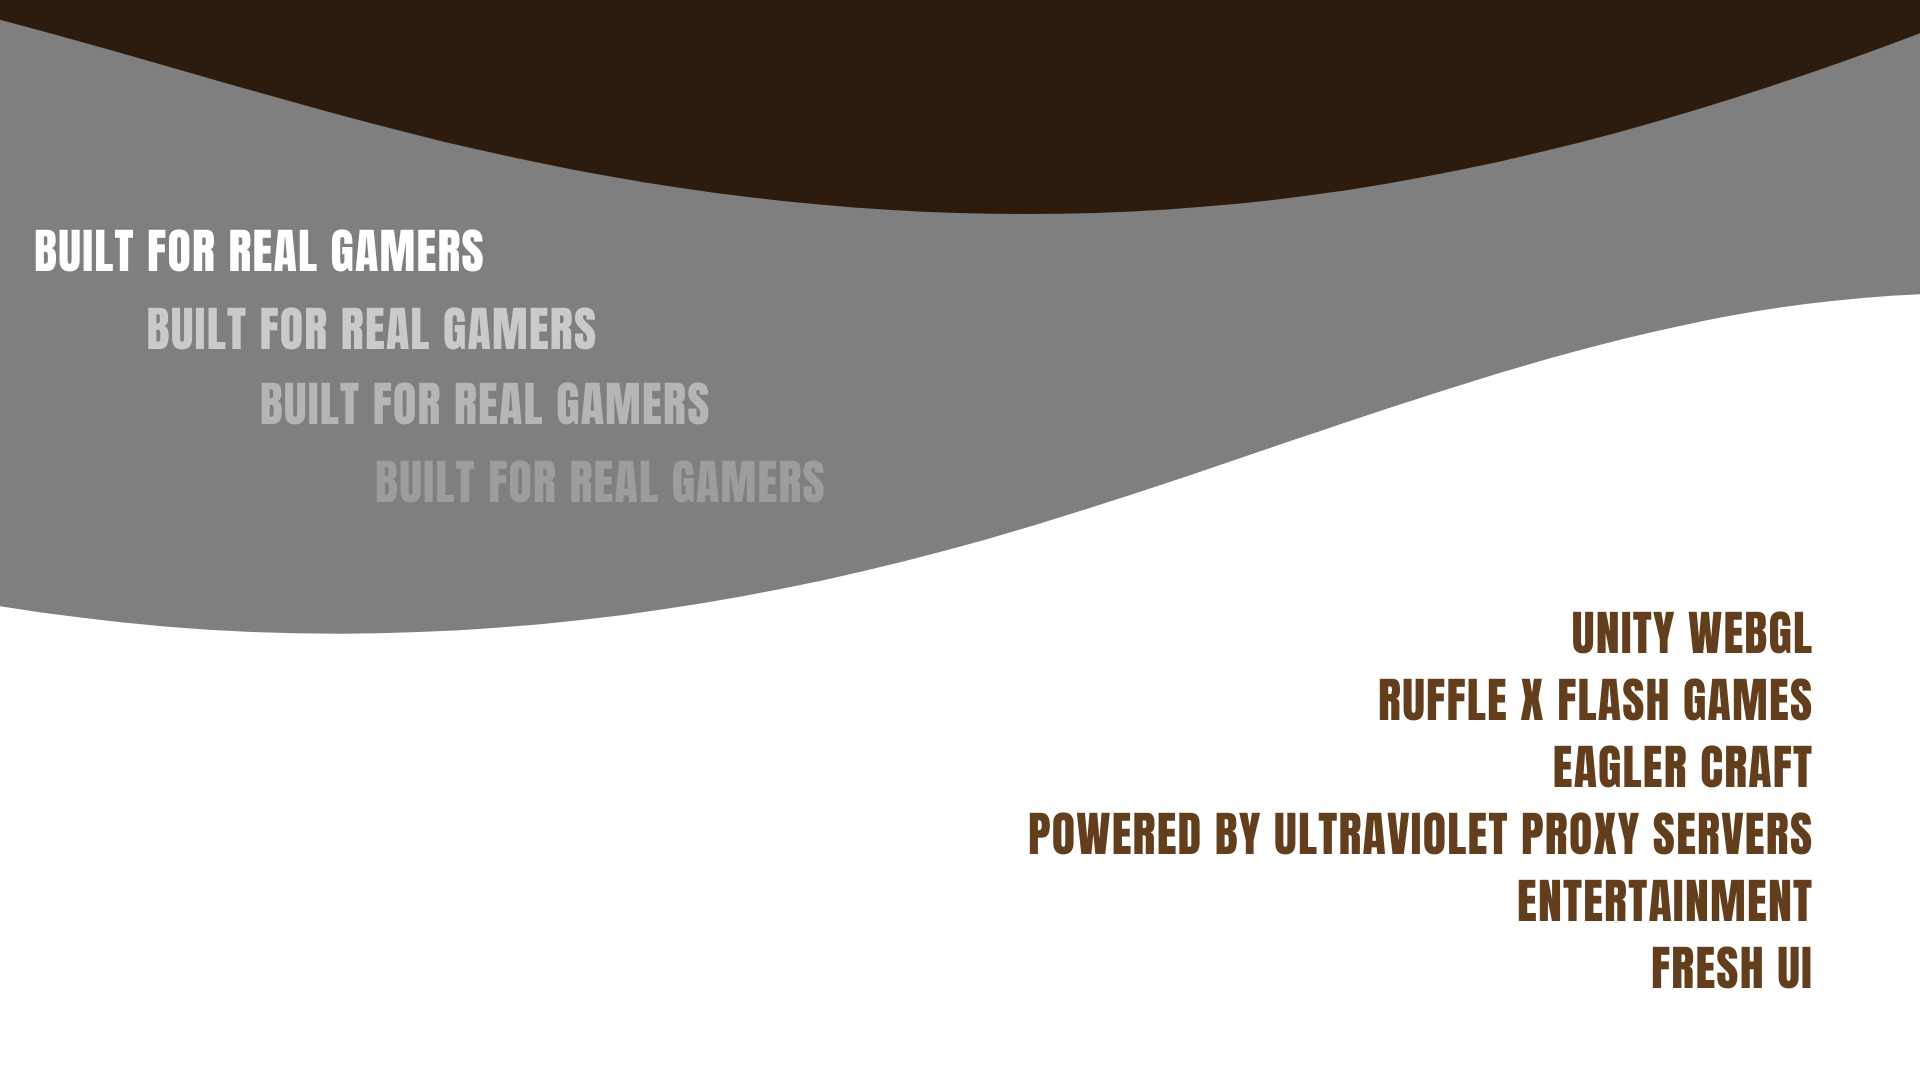 BUILT FOR REAL GAMERS
BUILT FOR REAL GAMERS
BUILT FOR REAL GAMERS
BUILT FOR REAL GAMERS
UNITY WEBGL
RUFFLE X FLASH GAMES
EAGLER CRAFT
POWERED BY ULTRAVIOLET PROXY SERVERS
ENTERTAINMENT
FRESH UI